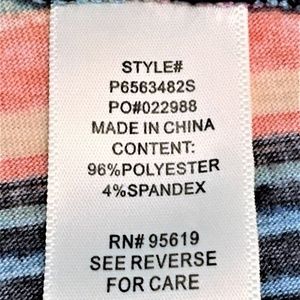 STYLE#
P6563482S
PO#022988
MADE IN CHINA
CONTENT:
96%POLYESTER
4%SPANDEX
RN# 95619
SEE REVERSE
FOR CARE